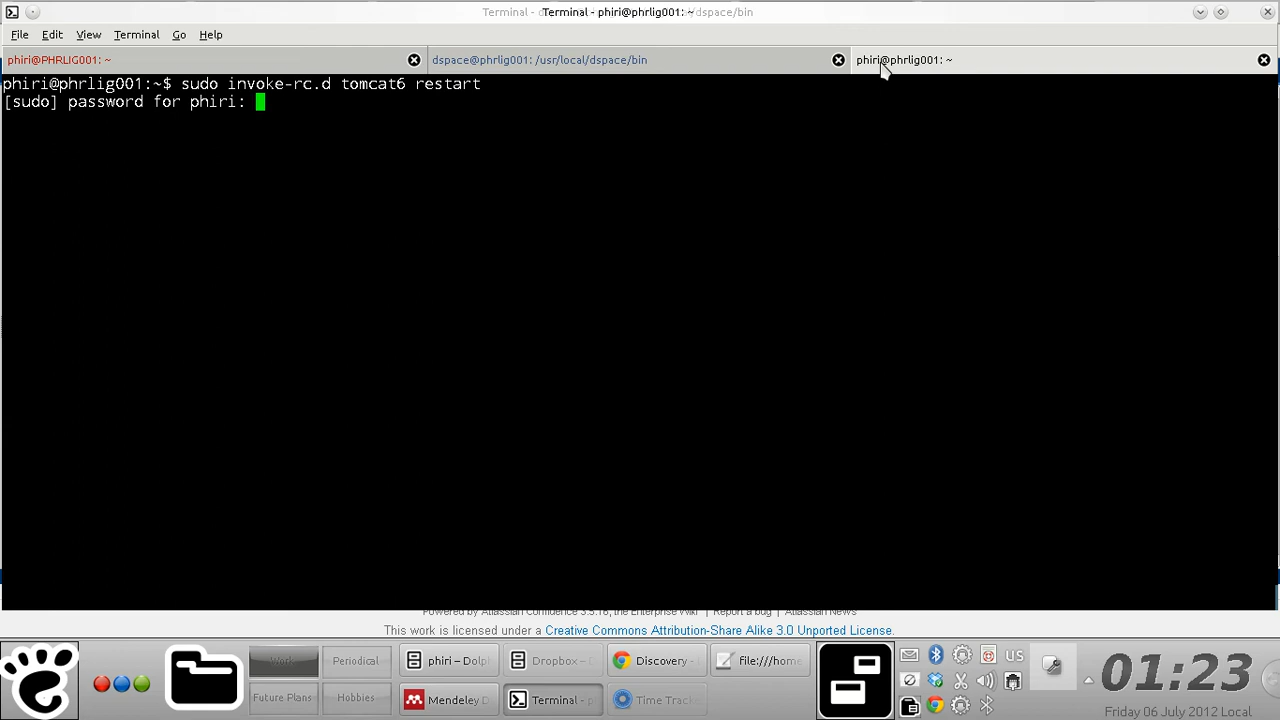 Terminal - phiri@phrlig001: ~
File Edit View Terminal Go Help
phiri@PHRLIG001: ~
dspace@phrlig001: /usr/local/dspace/bin
phiri@phrlig001: ~
phiri@phrlig001:~$ sudo invoke-rc.d tomcat6 restart
[sudo] password for phiri:
Powered by Atlassian Confluence 3.5.16, the Enterprise Wiki | Report a bug | Atlassian News
This work is licensed under a Creative Commons Attribution-Share Alike 3.0 Unported License.
Work
Periodical
phiri – Dolph
Dropbox –
Discovery -
file:///home
US
Future Plans
Hobbies
Mendeley D
Terminal - p
Time Track
01:23
Friday 06 July 2012 Local